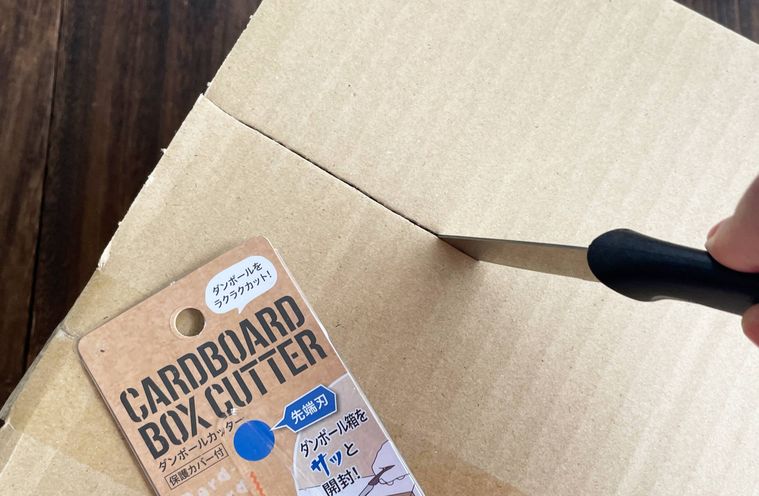 ダンボールを
ラクラクカット!
CARDBOARD
BOX CUTTER
ダンボールカッター
保護カバー付
先端刃
ダンボール箱を
サッと
開封!